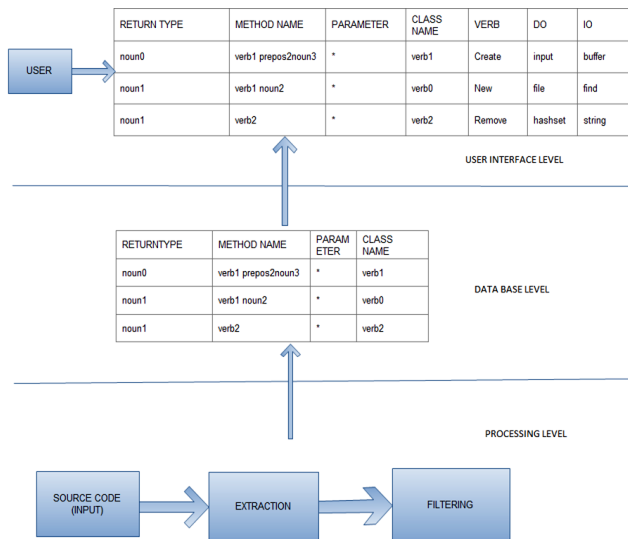 RETURN TYPE METHOD NAME PARAMETER CLASS NAME VERB DO IO
noun0 verb1 prepos2noun3 * verb1 Create input buffer
USER
noun1 verb1 noun2 * verb0 New file find
noun1 verb2 * verb2 Remove hashset string
USER INTERFACE LEVEL
RETURNTYPE METHOD NAME PARAM ETER CLASS NAME
noun0 verb1 prepos2noun3 * verb1
DATA BASE LEVEL
noun1 verb1 noun2 * verb0
noun1 verb2 * verb2
PROCESSING LEVEL
SOURCE CODE
(INPUT)
EXTRACTION
FILTERING